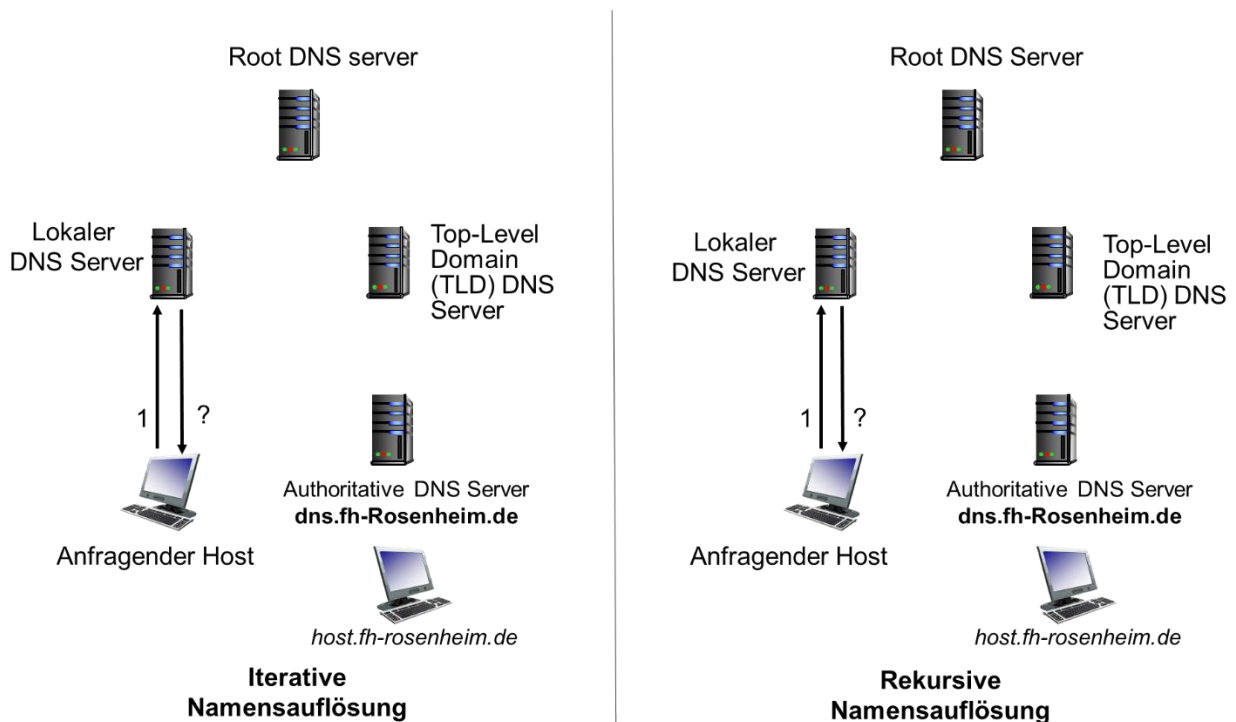 Root DNS server
Lokaler
DNS Server
Top-Level
Domain
(TLD) DNS
Server
1
?
Authoritative DNS Server
dns.fh-Rosenheim.de
Anfragender Host
host.fh-rosenheim.de
Iterative
Namensauflösung
Root DNS Server
Lokaler
DNS Server
Top-Level
Domain
(TLD) DNS
Server
1
?
Authoritative DNS Server
dns.fh-Rosenheim.de
Anfragender Host
host.fh-rosenheim.de
Rekursive
Namensauflösung